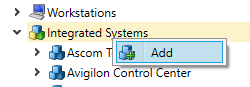 Workstations
Integrated Systems
Ascom T
Add
Avigilon Control Center